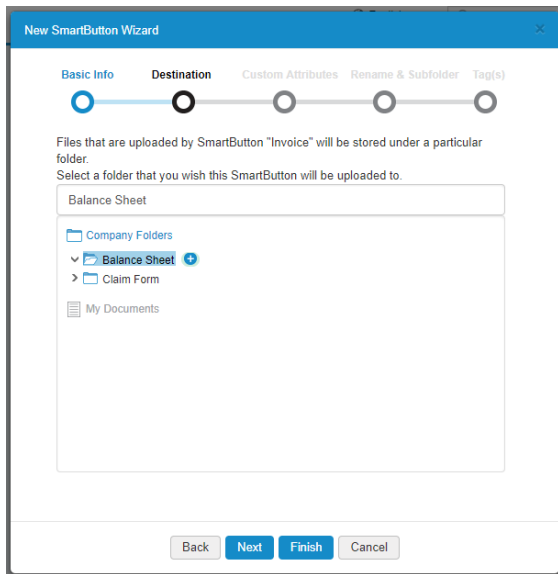 New SmartButton Wizard
Basic Info Destination Custom Attributes Rename & Subfolder Tag(s)
Files that are uploaded by SmartButton "Invoice" will be stored under a particular
folder.
Select a folder that you wish this SmartButton will be uploaded to.
Balance Sheet
Company Folders
Balance Sheet
Claim Form
My Documents
Back Next Finish Cancel